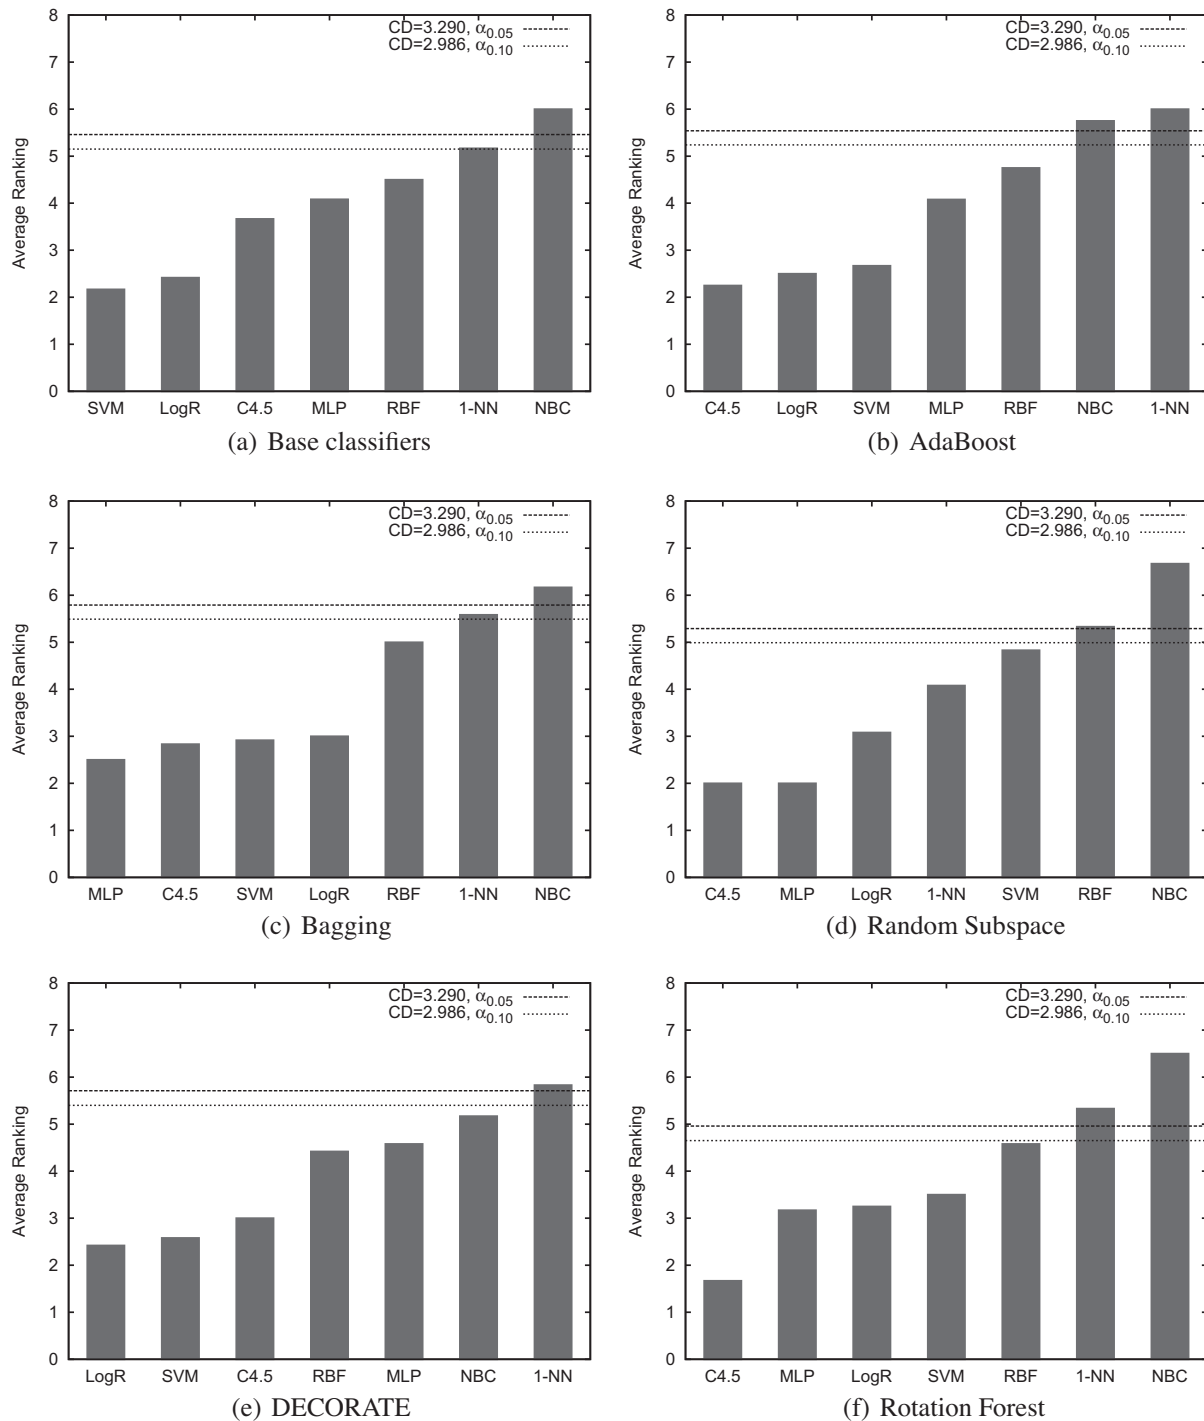 8
7
6
5
4
3
2
1
0
Average Ranking
CD=3.290, α0.05
CD=2.986, α0.10
SVM LogR C4.5 MLP RBF 1-NN NBC
(a) Base classifiers
8
7
6
5
4
3
2
1
0
Average Ranking
CD=3.290, α0.05
CD=2.986, α0.10
C4.5 LogR SVM MLP RBF NBC 1-NN
(b) AdaBoost
8
7
6
5
4
3
2
1
0
Average Ranking
CD=3.290, α0.05
CD=2.986, α0.10
MLP C4.5 SVM LogR RBF 1-NN NBC
(c) Bagging
8
7
6
5
4
3
2
1
0
Average Ranking
CD=3.290, α0.05
CD=2.986, α0.10
C4.5 MLP LogR 1-NN SVM RBF NBC
(d) Random Subspace
8
7
6
5
4
3
2
1
0
Average Ranking
CD=3.290, α0.05
CD=2.986, α0.10
LogR SVM C4.5 RBF MLP NBC 1-NN
(e) DECORATE
8
7
6
5
4
3
2
1
0
Average Ranking
CD=3.290, α0.05
CD=2.986, α0.10
C4.5 MLP LogR SVM RBF 1-NN NBC
(f) Rotation Forest